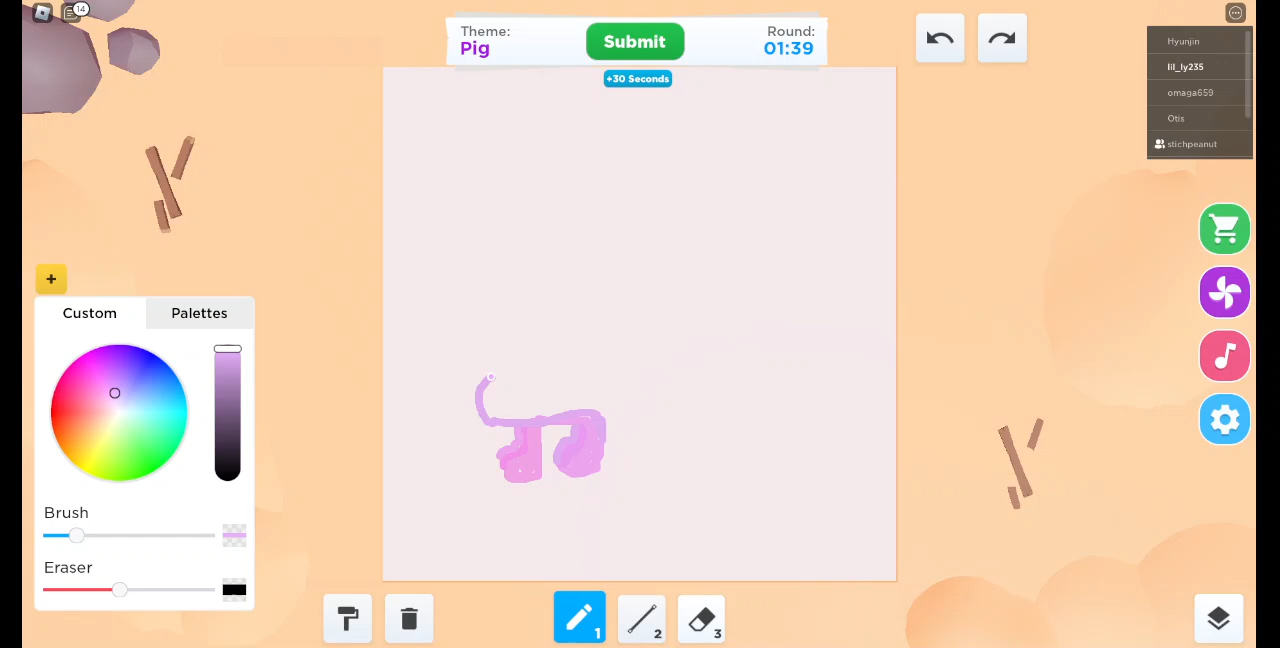 14
Theme:
Pig
Submit
Round:
01:39
+30 Seconds
Hyunjin
lil_ly235
omaga659
Otis
stichpeanut
+
Custom
Palettes
Brush
Eraser
1
2
3